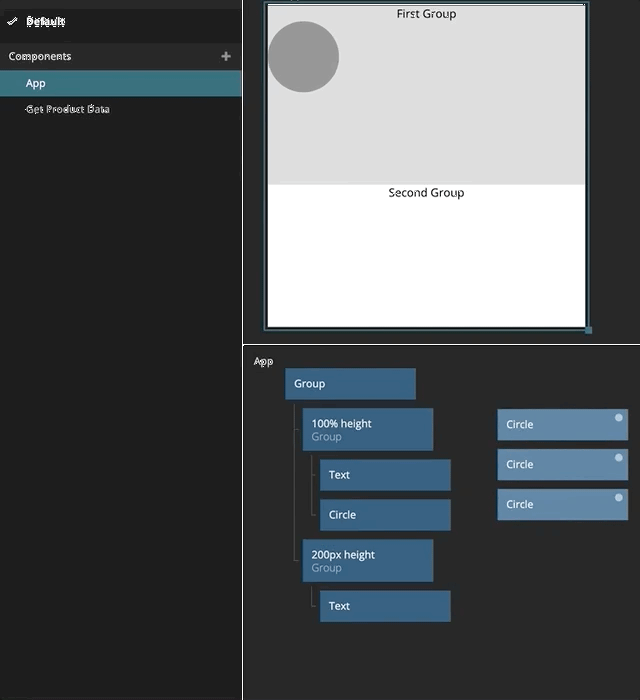 Default
Components
App
Get Product Data
First Group
Second Group
App
Group
100% height
Group
Text
Circle
200px height
Group
Text
Circle
Circle
Circle